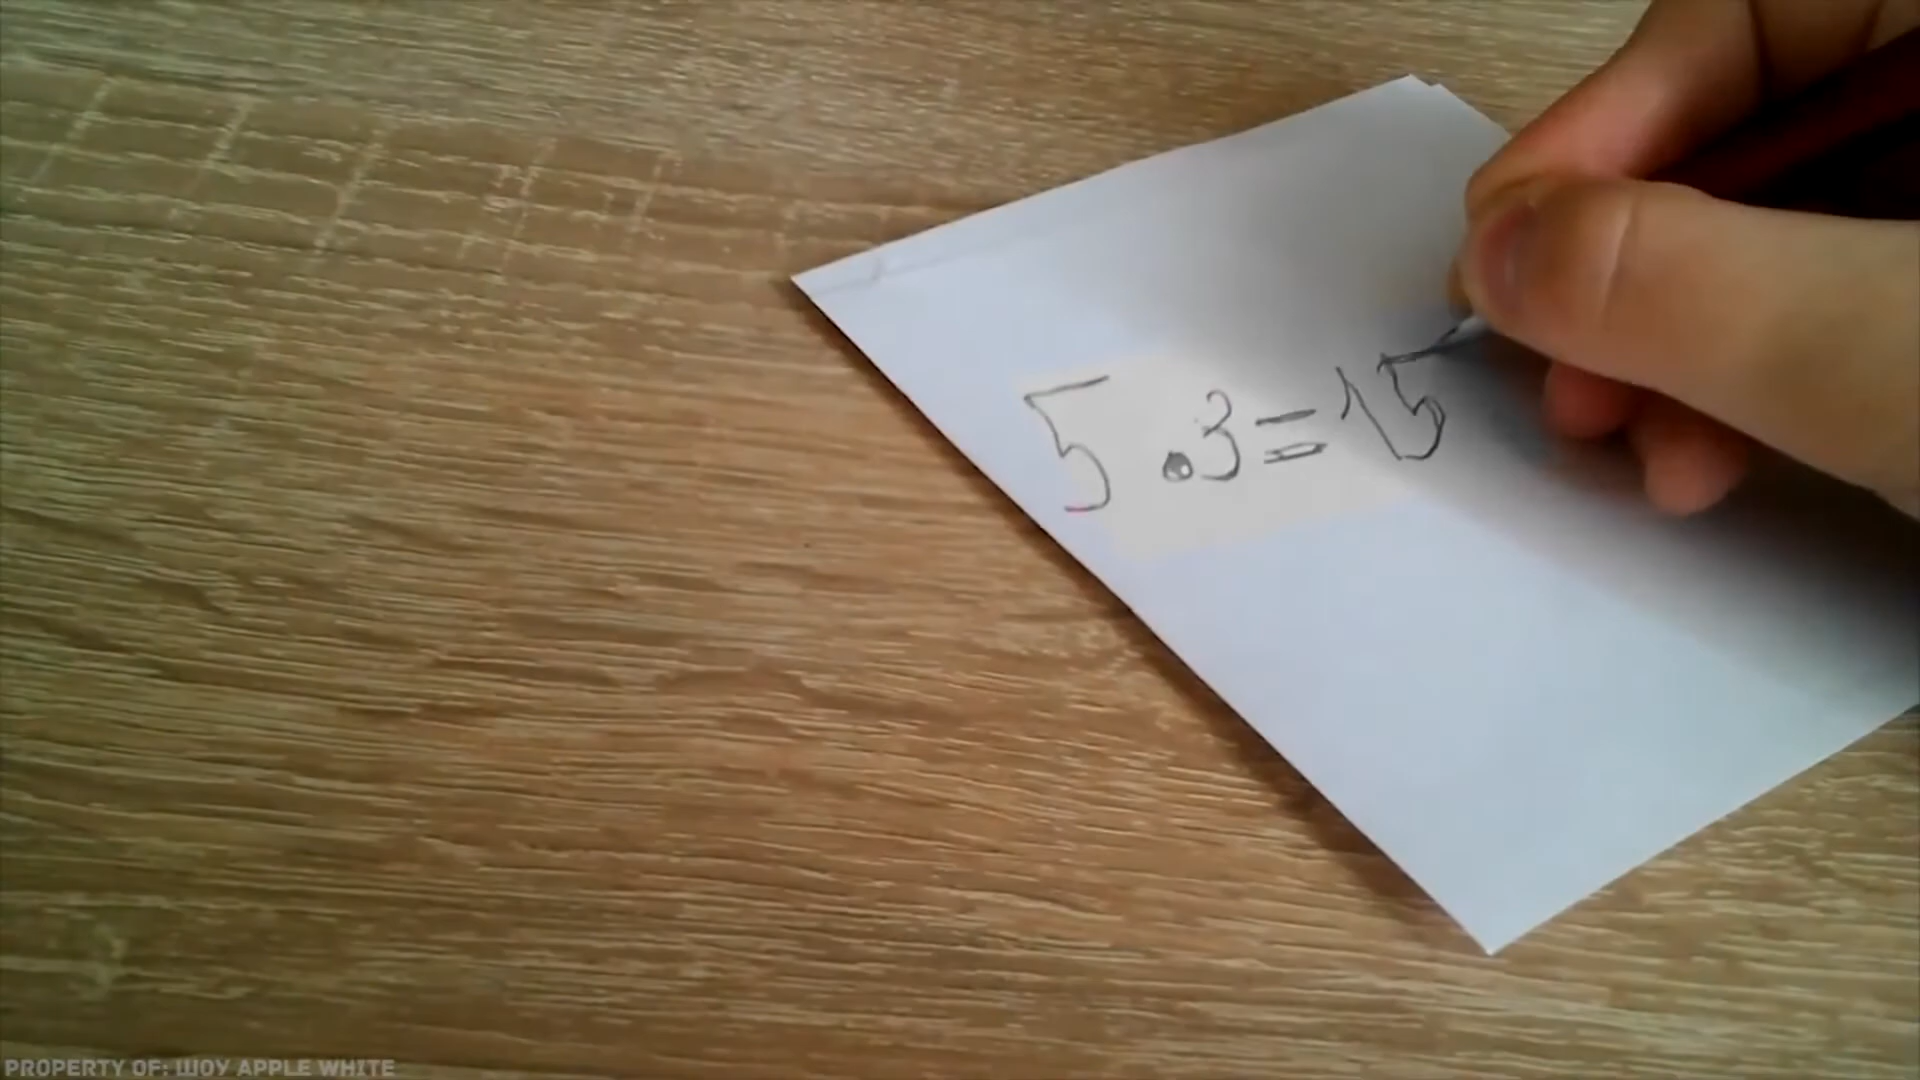 5 • 3 = 15
PROPERTY OF: ШОУ APPLE WHITE